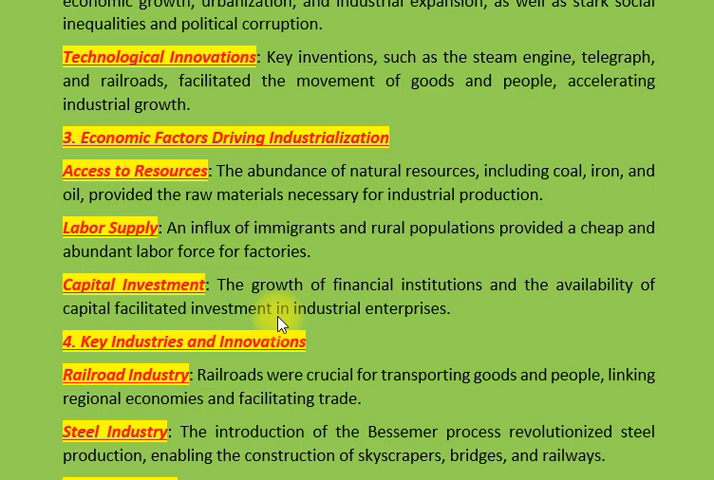 economic growth, urbanization, and industrial expansion, as well as stark social
inequalities and political corruption.
Technological Innovations: Key inventions, such as the steam engine, telegraph,
and railroads, facilitated the movement of goods and people, accelerating
industrial growth.
3. Economic Factors Driving Industrialization
Access to Resources: The abundance of natural resources, including coal, iron, and
oil, provided the raw materials necessary for industrial production.
Labor Supply: An influx of immigrants and rural populations provided a cheap and
abundant labor force for factories.
Capital Investment: The growth of financial institutions and the availability of
capital facilitated investment in industrial enterprises.
4. Key Industries and Innovations
Railroad Industry: Railroads were crucial for transporting goods and people, linking
regional economies and facilitating trade.
Steel Industry: The introduction of the Bessemer process revolutionized steel
production, enabling the construction of skyscrapers, bridges, and railways.